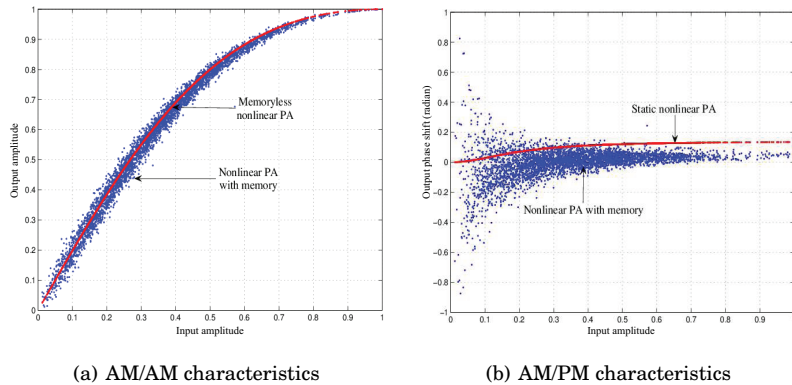 1
0.9
0.8
0.7
0.6
0.5
0.4
0.3
0.2
0.1
0
Output amplitude
Memoryless
nonlinear PA
Nonlinear PA
with memory
0 0.1 0.2 0.3 0.4 0.5 0.6 0.7 0.8 0.9 1
Input amplitude
(a) AM/AM characteristics
1
0.8
0.6
0.4
0.2
0
-0.2
-0.4
-0.6
-0.8
-1
Output phase shift (radian)
Static nonlinear PA
Nonlinear PA with memory
0 0.1 0.2 0.3 0.4 0.5 0.6 0.7 0.8 0.9
Input amplitude
(b) AM/PM characteristics